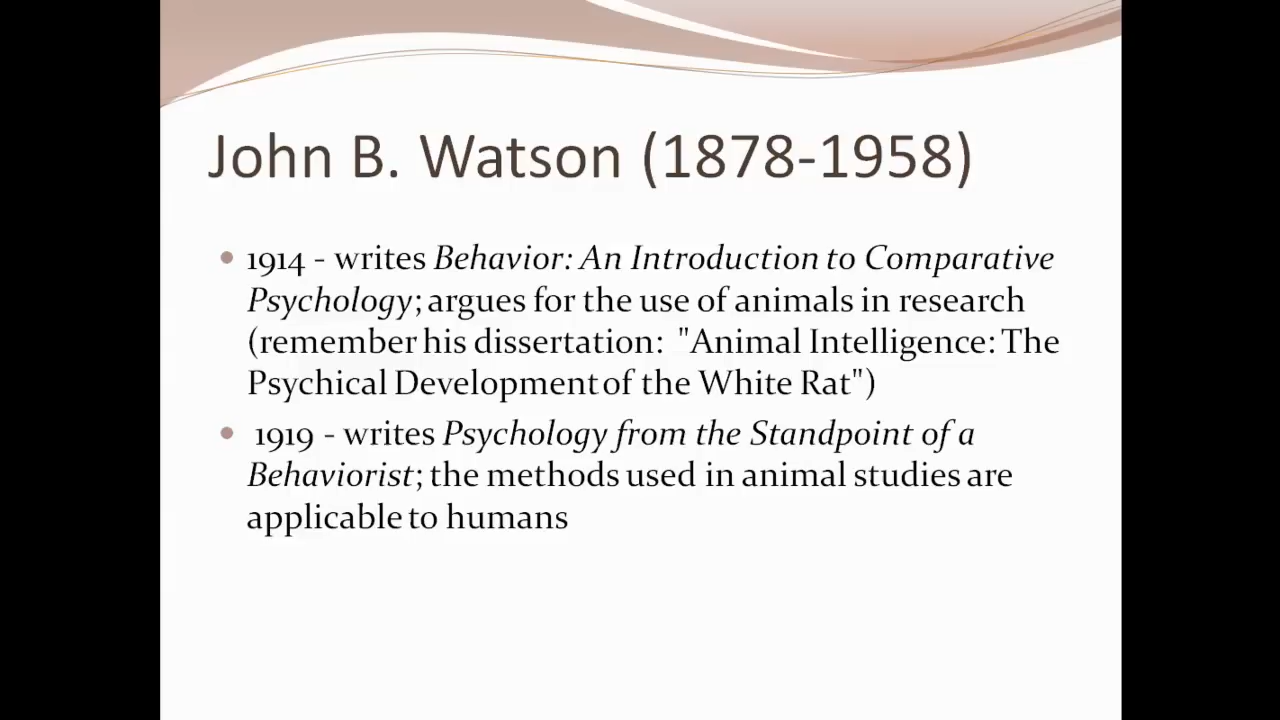 John B. Watson (1878-1958)
1914 - writes Behavior: An Introduction to Comparative
Psychology; argues for the use of animals in research
(remember his dissertation:  "Animal Intelligence: The
Psychical Development of the White Rat")
1919 - writes Psychology from the Standpoint of a
Behaviorist; the methods used in animal studies are
applicable to humans